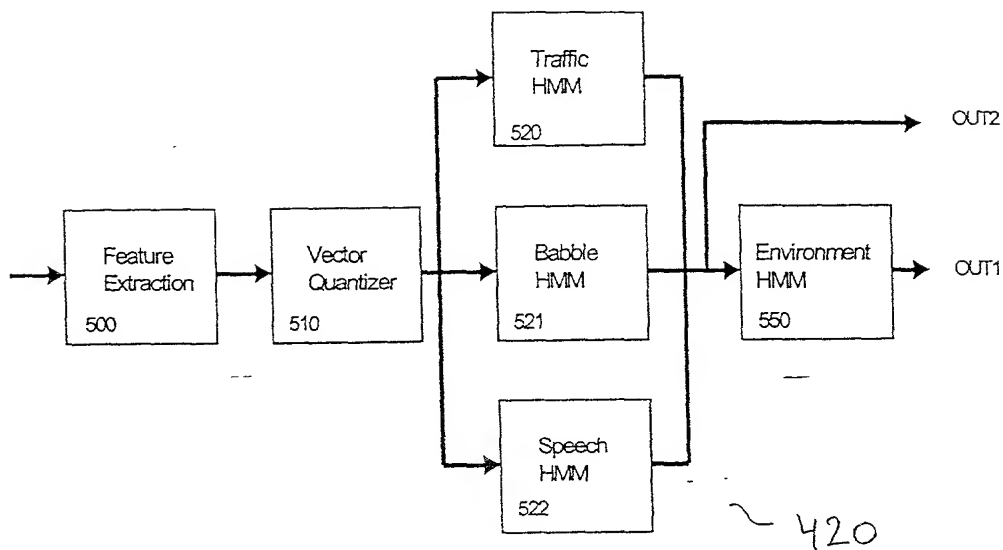 Traffic
HMM
520
OUT2
Feature
Extraction
500
Vector
Quantizer
510
Babble
HMM
521
Environment
HMM
550
OUT1
Speech
HMM
522
420